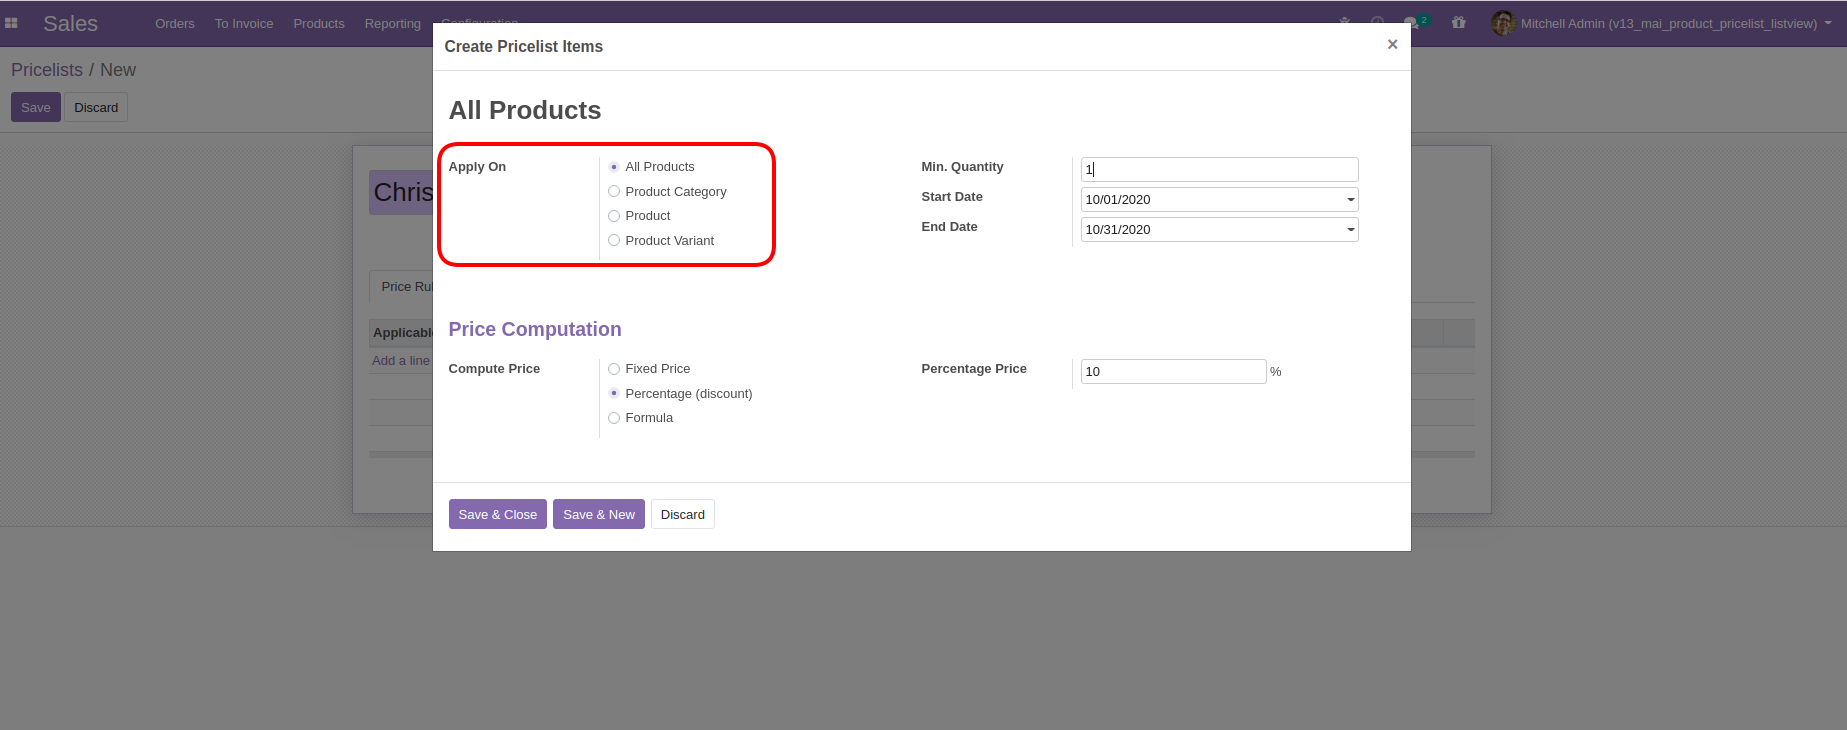 Sales Orders To Invoice Products Reporting Configuration 2 Mitchell Admin (v13_mai_product_pricelist_listview)
Create Pricelist Items ×
Pricelists / New
Save Discard
All Products
Apply On All Products Min. Quantity 1
Product Category Start Date 10/01/2020
Product End Date 10/31/2020
Product Variant
Chris
Price Rul
Price Computation
Applicable
Add a line
Compute Price Fixed Price Percentage Price 10 %
Percentage (discount)
Formula
Save & Close Save & New Discard